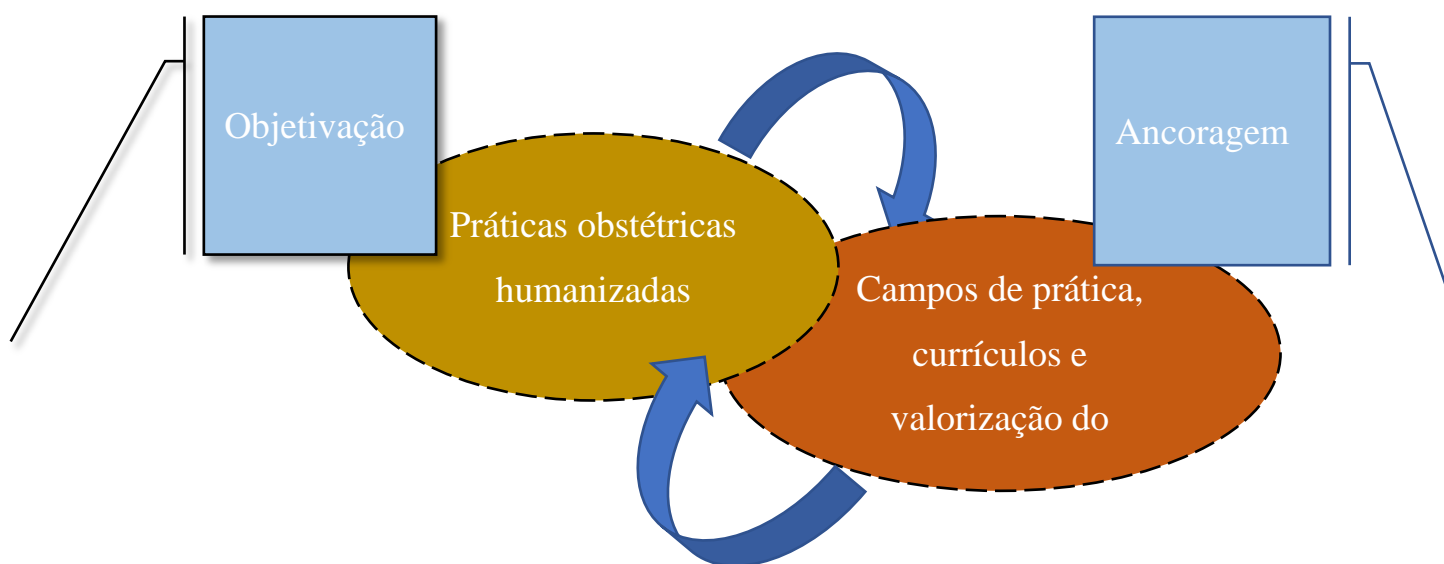 Objetivação
Ancoragem
Práticas obstétricas
humanizadas
Campos de prática,
currículos e
valorização do